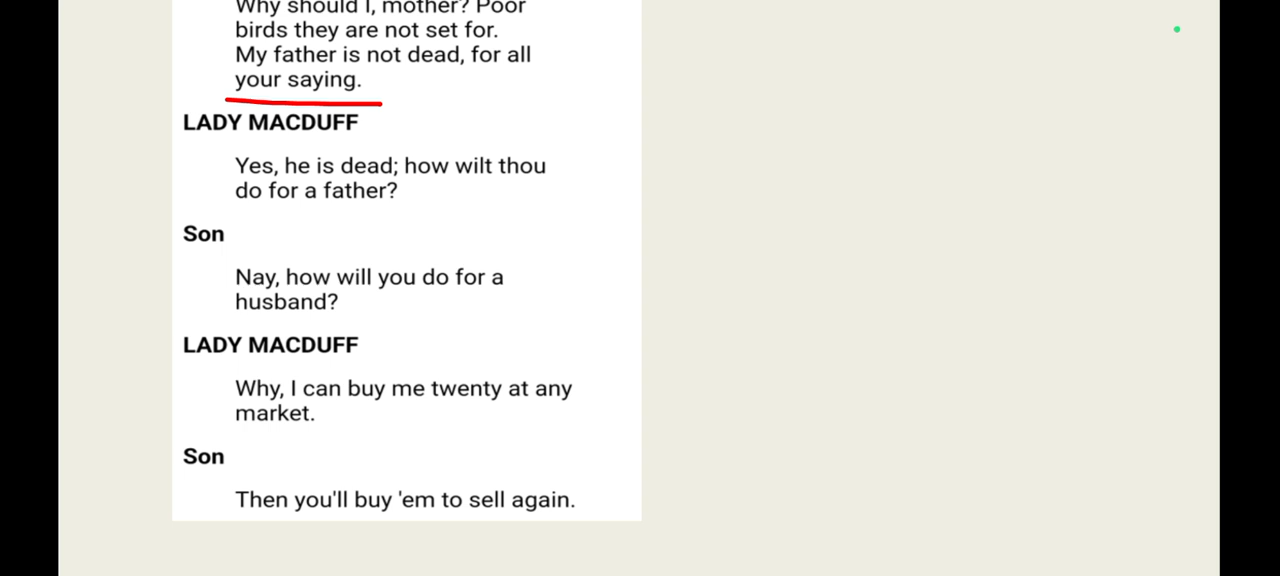 Why should I, mother? Poor
birds they are not set for.
My father is not dead, for all
your saying.
LADY MACDUFF
Yes, he is dead; how wilt thou
do for a father?
Son
Nay, how will you do for a
husband?
LADY MACDUFF
Why, I can buy me twenty at any
market.
Son
Then you'll buy 'em to sell again.